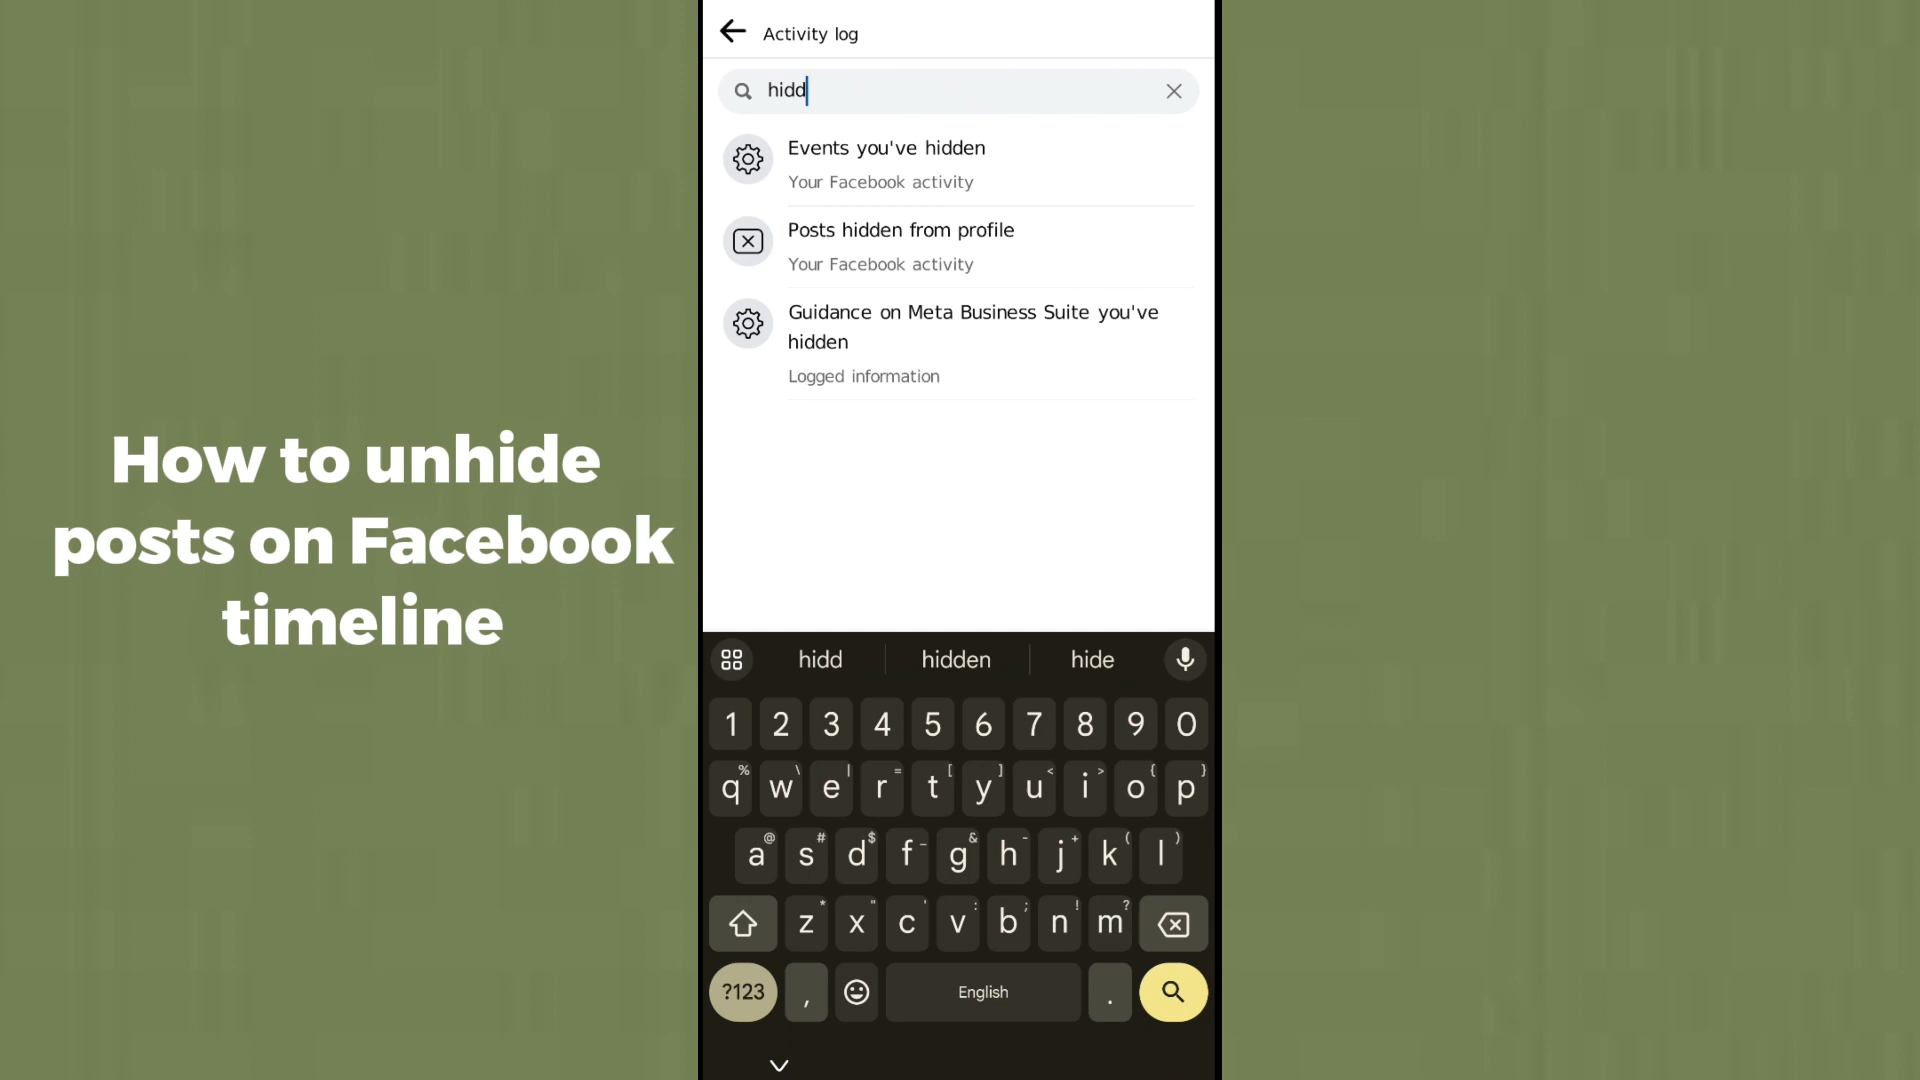 How to unhide
posts on Facebook
timeline
Activity log
hidd
Events you've hidden
Your Facebook activity
Posts hidden from profile
Your Facebook activity
Guidance on Meta Business Suite you've
hidden
Logged information
hidd hidden hide
1 2 3 4 5 6 7 8 9 0
% \ | = [ ] < > { }
q w e r t y u i o p
@ # $ _ & - + ( )
a s d f g h j k l
* " ' : ; ! ?
z x c v b n m
?123 , English .